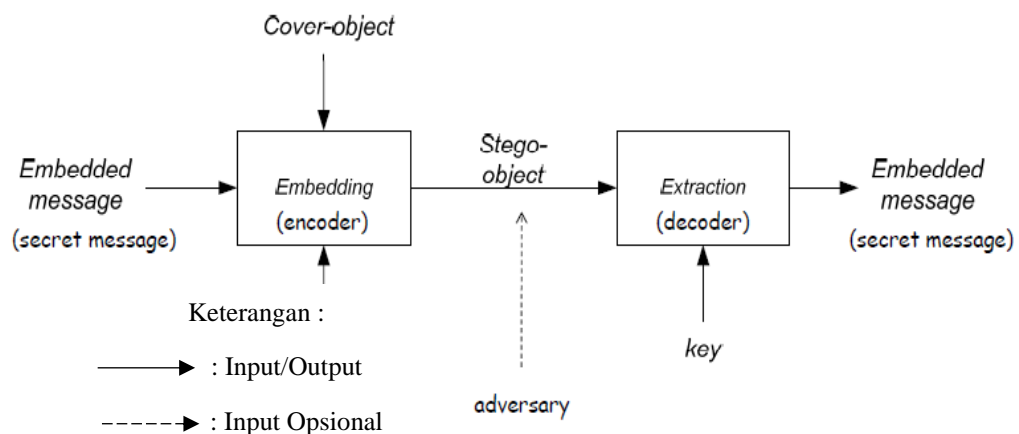 Cover-object
Embedded
message
(secret message)
Embedding
(encoder)
Stego-
object
Extraction
(decoder)
Embedded
message
(secret message)
key
adversary
Keterangan :
: Input/Output
: Input Opsional